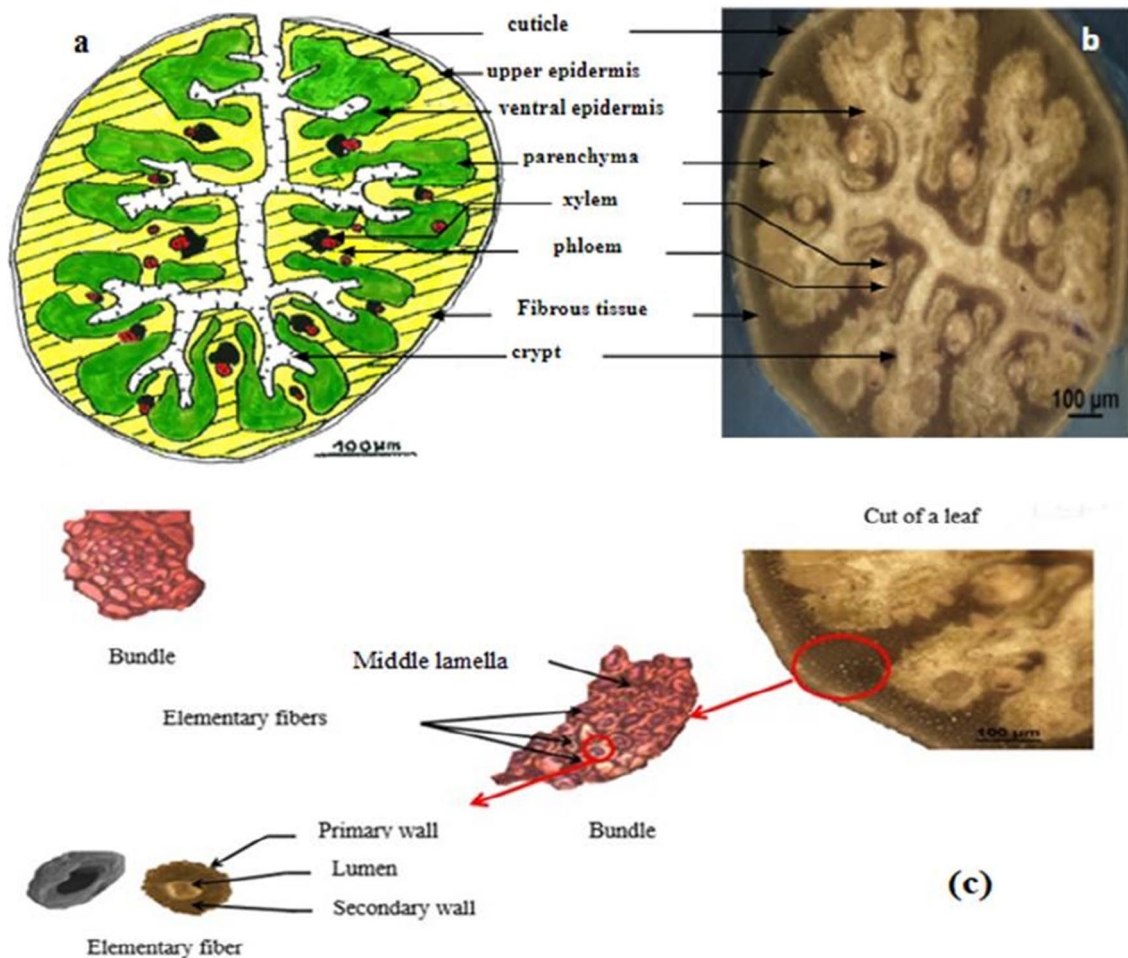 a
b
cuticle
upper epidermis
ventral epidermis
parenchyma
xylem
phloem
Fibrous tissue
crypt
100µm
100 µm
Cut of a leaf
Bundle
Middle lamella
Elementary fibers
100 µm
Bundle
Primary wall
Lumen
Secondary wall
(c)
Elementary fiber